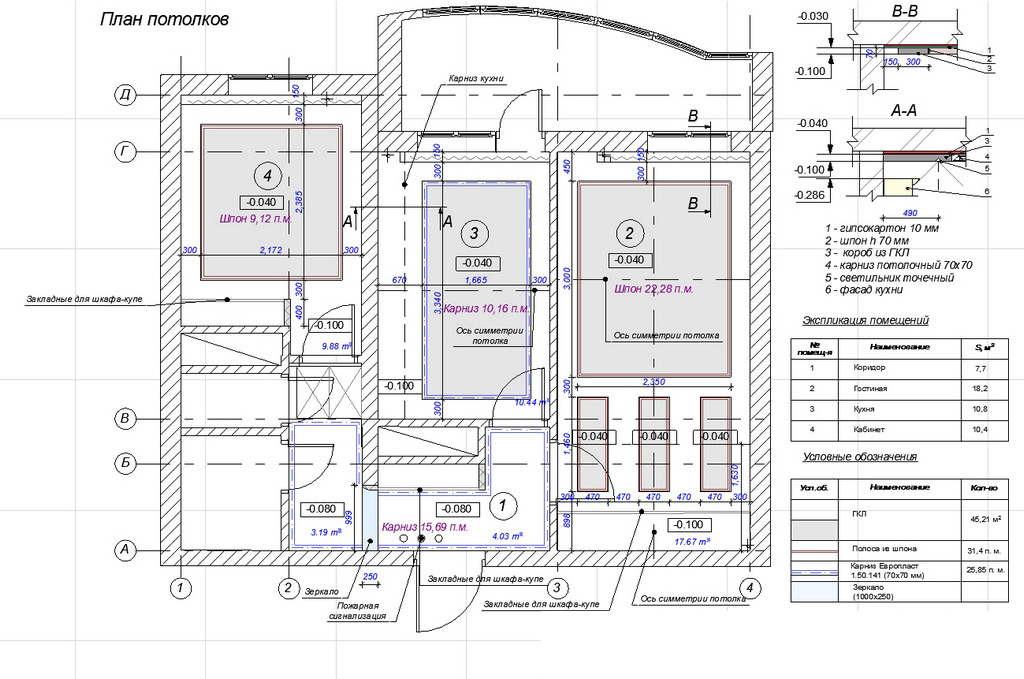 План потолков
В-В
-0.030
-0.100
70
150
300
1
2
3
А-А
-0.040
-0.100
-0.286
1
3
4
5
6
490
1 - гипсокартон 10 мм
2 - шпон h 70 мм
3 - короб из ГКЛ
4 - карниз потолочный 70х70
5 - светильник точечный
6 - фасад кухни
Карниз кухни
Д
Г
В
Б
А
150
300
4
-0.040
Шпон 9,12 п.м.
2,385
300
2,172
300
300
400
Закладные для шкафа-купе
-0.100
9.88 m²
А
А
150
300
3
-0.040
670
1,665
300
3,340
Карниз 10,16 п.м.
Ось симметрии
потолка
-0.100
300
10.44 m²
В
В
450
150
300
2
-0.040
Шпон 22,28 п.м.
3,000
Ось симметрии потолка
300
2,350
-0.040
-0.040
-0.040
1,460
1,630
300
470
470
470
470
470
300
898
-0.100
17.67 m²
-0.080
3.19 m²
999
-0.080
1
Карниз 15,69 п.м.
4.03 m²
250
1
2
3
4
Зеркало
Пожарная
сигнализация
Закладные для шкафа-купе
Закладные для шкафа-купе
Ось симметрии потолка
Экспликация помещений
№ помещ-я Наименование S, м²
1 Коридор 7,7
2 Гостиная 18,2
3 Кухня 10,8
4 Кабинет 10,4
Условные обозначения
Усл.об. Наименование Кол-во
ГКЛ 45,21 м²
Полоса из шпона 31,4 п. м.
Карниз Европласт
1.50.141 (70х70 мм) 25,85 п. м.
Зеркало
(1000х250)